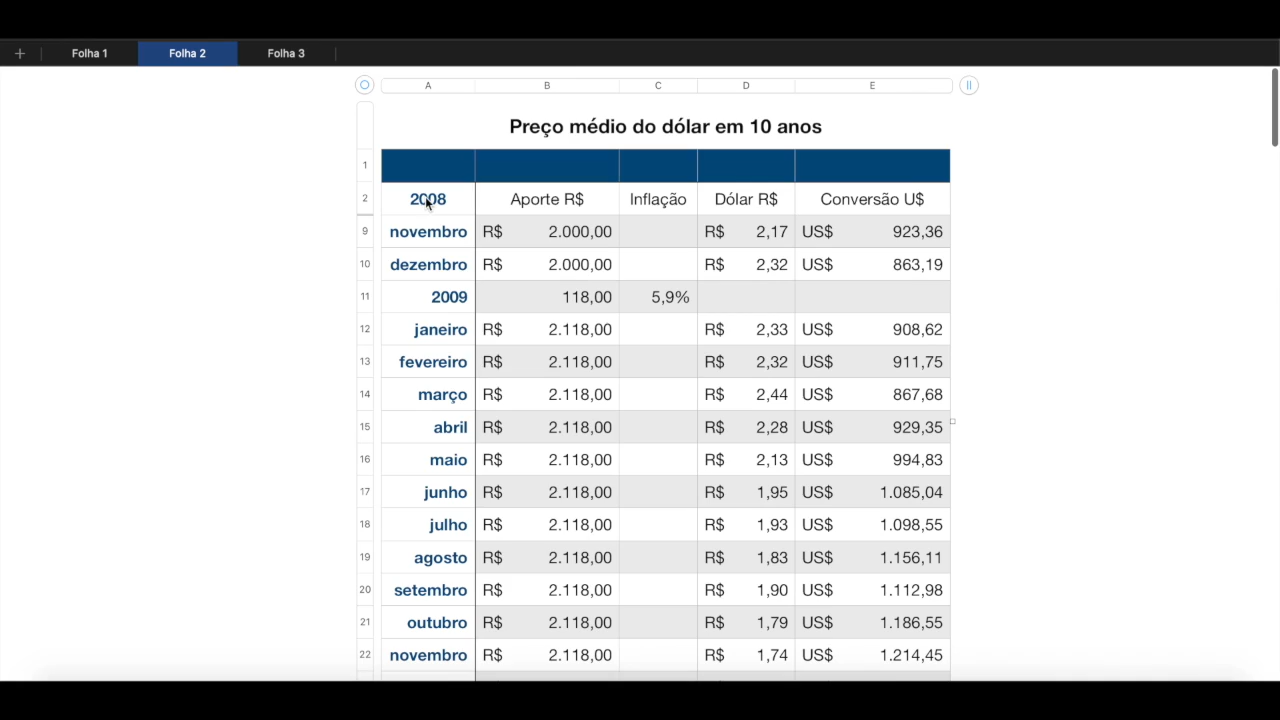 + Folha 1 Folha 2 Folha 3
A B C D E
Preço médio do dólar em 10 anos
1
2 2008 Aporte R$ Inflação Dólar R$ Conversão U$
9 novembro R$ 2.000,00 R$ 2,17 US$ 923,36
10 dezembro R$ 2.000,00 R$ 2,32 US$ 863,19
11 2009 118,00 5,9%
12 janeiro R$ 2.118,00 R$ 2,33 US$ 908,62
13 fevereiro R$ 2.118,00 R$ 2,32 US$ 911,75
14 março R$ 2.118,00 R$ 2,44 US$ 867,68
15 abril R$ 2.118,00 R$ 2,28 US$ 929,35
16 maio R$ 2.118,00 R$ 2,13 US$ 994,83
17 junho R$ 2.118,00 R$ 1,95 US$ 1.085,04
18 julho R$ 2.118,00 R$ 1,93 US$ 1.098,55
19 agosto R$ 2.118,00 R$ 1,83 US$ 1.156,11
20 setembro R$ 2.118,00 R$ 1,90 US$ 1.112,98
21 outubro R$ 2.118,00 R$ 1,79 US$ 1.186,55
22 novembro R$ 2.118,00 R$ 1,74 US$ 1.214,45